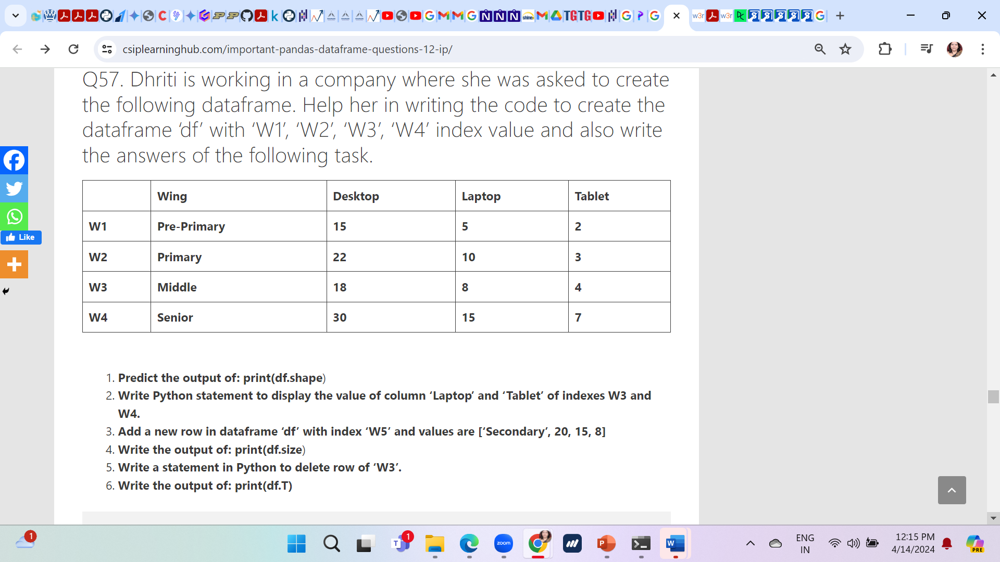 csiplearninghub.com/important-pandas-dataframe-questions-12-ip/
Q57. Dhriti is working in a company where she was asked to create
the following dataframe. Help her in writing the code to create the
dataframe ‘df’ with ‘W1’, ‘W2’, ‘W3’, ‘W4’ index value and also write
the answers of the following task.
Wing Desktop Laptop Tablet
W1 Pre-Primary 15 5 2
W2 Primary 22 10 3
W3 Middle 18 8 4
W4 Senior 30 15 7
Like
1. Predict the output of: print(df.shape)
2. Write Python statement to display the value of column ‘Laptop’ and ‘Tablet’ of indexes W3 and
W4.
3. Add a new row in dataframe ‘df’ with index ‘W5’ and values are [‘Secondary’, 20, 15, 8]
4. Write the output of: print(df.size)
5. Write a statement in Python to delete row of ‘W3’.
6. Write the output of: print(df.T)
1
1
zoom
ENG
IN
12:15 PM
4/14/2024
PRE